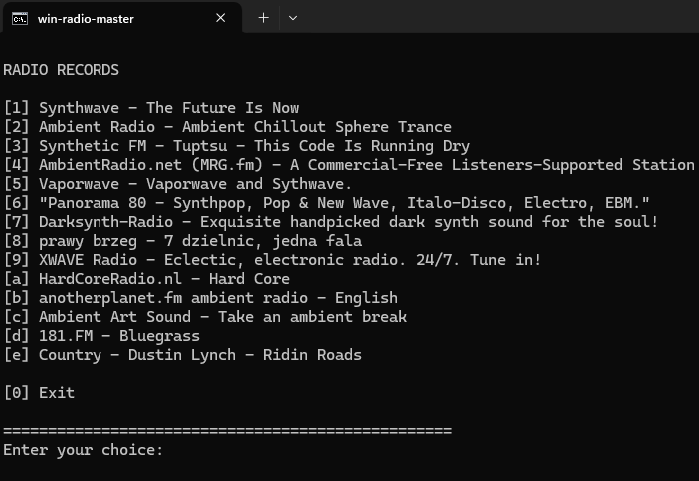 win-radio-master
RADIO RECORDS
[1] Synthwave – The Future Is Now
[2] Ambient Radio – Ambient Chillout Sphere Trance
[3] Synthetic FM – Tuptsu – This Code Is Running Dry
[4] AmbientRadio.net (MRG.fm) – A Commercial-Free Listeners-Supported Station
[5] Vaporwave – Vaporwave and Sythwave.
[6] "Panorama 80 – Synthpop, Pop & New Wave, Italo-Disco, Electro, EBM."
[7] Darksynth-Radio – Exquisite handpicked dark synth sound for the soul!
[8] prawy brzeg – 7 dzielnic, jedna fala
[9] XWAVE Radio – Eclectic, electronic radio. 24/7. Tune in!
[a] HardCoreRadio.nl – Hard Core
[b] anotherplanet.fm ambient radio – English
[c] Ambient Art Sound – Take an ambient break
[d] 181.FM – Bluegrass
[e] Country – Dustin Lynch – Ridin Roads
[0] Exit
==================================================
Enter your choice: